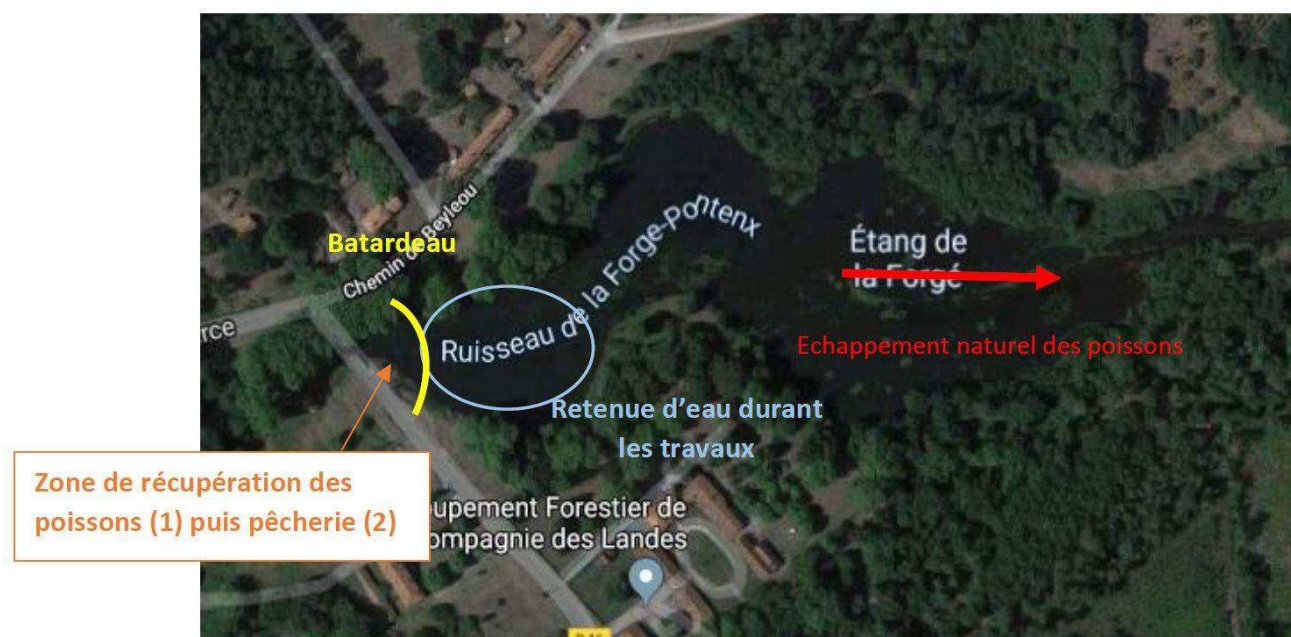 Batardeau
Chemin de Beyleou
Ruisseau de la Forge-Pontenx
Étang de
la Forge
rce
Echappement naturel des poissons
Retenue d'eau durant
les travaux
Zone de récupération des
poissons (1) puis pêcherie (2)
oupement Forestier de
ompagnie des Landes